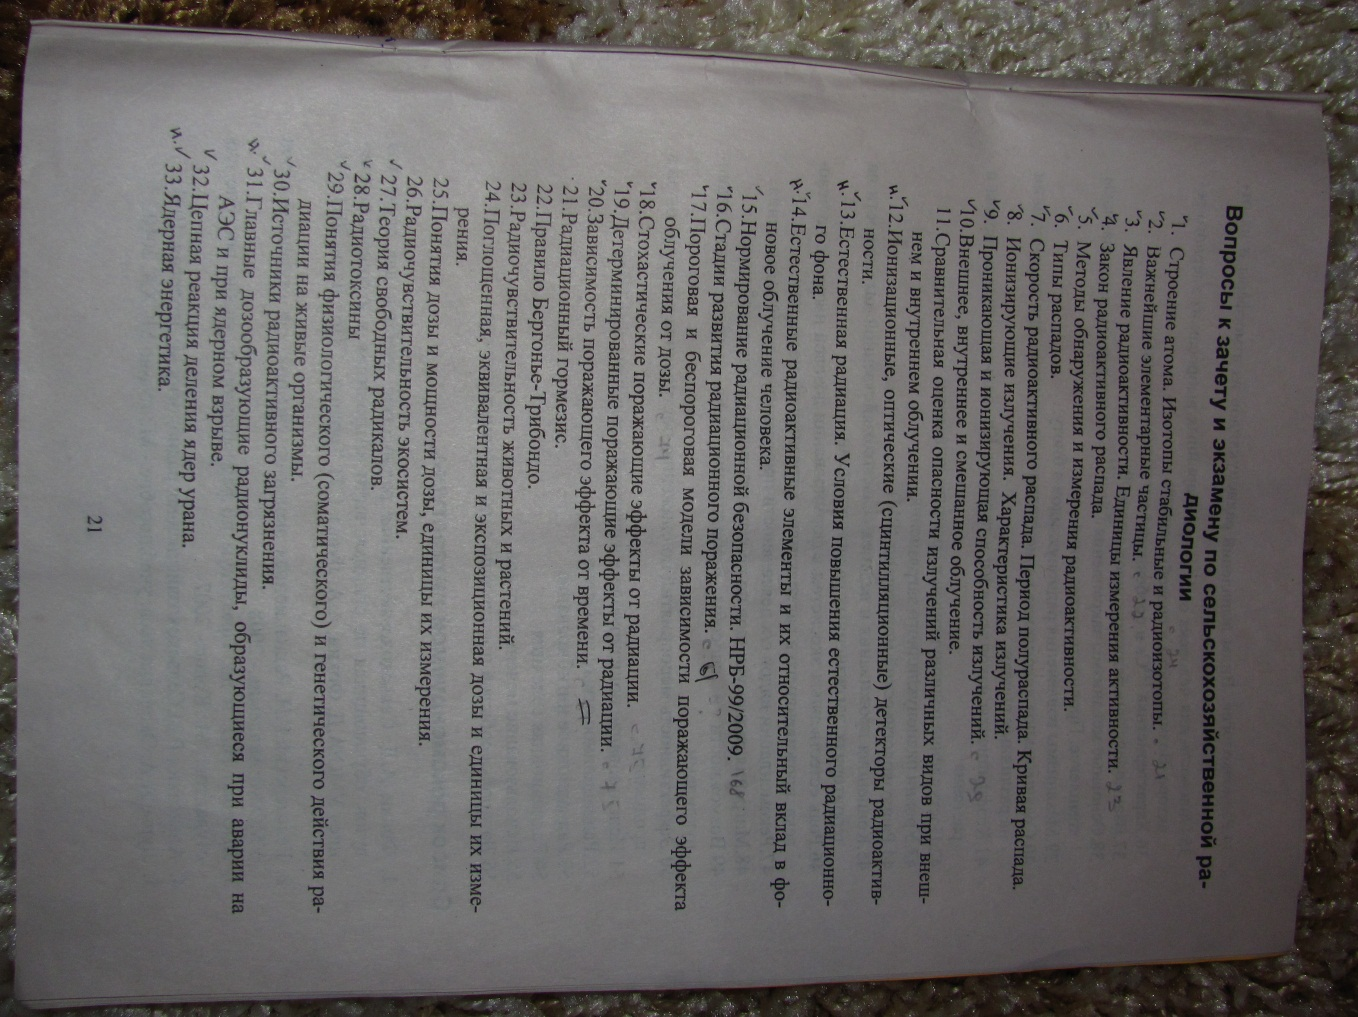 Вопросы к зачету и экзамену по сельскохозяйственной ра-
диологии
1. Строение атома. Изотопы стабильные и радиоизотопы. . 21
2. Важнейшие элементарные частицы.
3. Явление радиоактивности. Единицы измерения активности. 23
4. Закон радиоактивного распада.
5. Методы обнаружения и измерения радиоактивности.
6. Типы распадов.
7. Скорость радиоактивного распада. Период полураспада. Кривая распада.
8. Ионизирующие излучения. Характеристика излучений.
9. Проникающая и ионизирующая способность излучений. с 29
10.Внешнее, внутреннее и смешанное облучение.
11.Сравнительная оценка опасности излучений различных видов при внеш-
нем и внутреннем облучении.
н. 12.Ионизационные, оптические (сцинтилляционные) детекторы радиоактив-
ности.
н. 13.Естественная радиация. Условия повышения естественного радиационно-
го фона.
н. 14.Естественные радиоактивные элементы и их относительный вклад в фо-
новое облучение человека.
15.Нормирование радиационной безопасности. НРБ-99/2009. 168
16.Стадии развития радиационного поражения.
17.Пороговая и беспороговая модели зависимости поражающего эффекта
облучения от дозы.
18.Стохастические поражающие эффекты от радиации.
19.Детерминированные поражающие эффекты от радиации. с 75
20.Зависимость поражающего эффекта от времени.
21.Радиационный гормезис.
22.Правило Бергонье-Трибондо.
23.Радиочувствительность животных и растений.
24.Поглощенная, эквивалентная и экспозиционная дозы и единицы их изме-
рения.
25.Понятия дозы и мощности дозы, единицы их измерения.
26.Радиочувствительность экосистем.
27.Теория свободных радикалов.
28.Радиотоксины
29.Понятия физиологического (соматического) и генетического действия ра-
диации на живые организмы.
30.Источники радиоактивного загрязнения.
31.Главные дозообразующие радионуклиды, образующиеся при аварии на
АЭС и при ядерном взрыве.
32.Цепная реакция деления ядер урана.
и. 33.Ядерная энергетика.
21